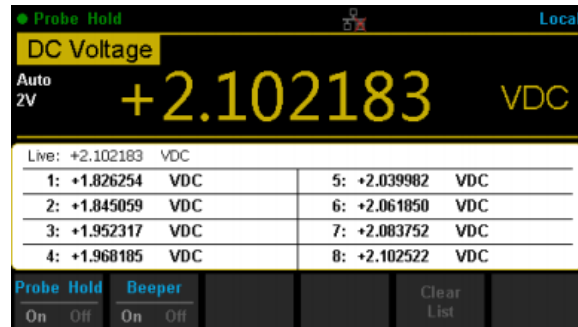 Probe Hold Loca
DC Voltage
Auto
2V
+2.102183 VDC
Live: +2.102183 VDC
1: +1.826254 VDC 5: +2.039982 VDC
2: +1.845059 VDC 6: +2.061850 VDC
3: +1.952317 VDC 7: +2.083752 VDC
4: +1.968185 VDC 8: +2.102522 VDC
Probe Hold Beeper Clear
On Off On Off List